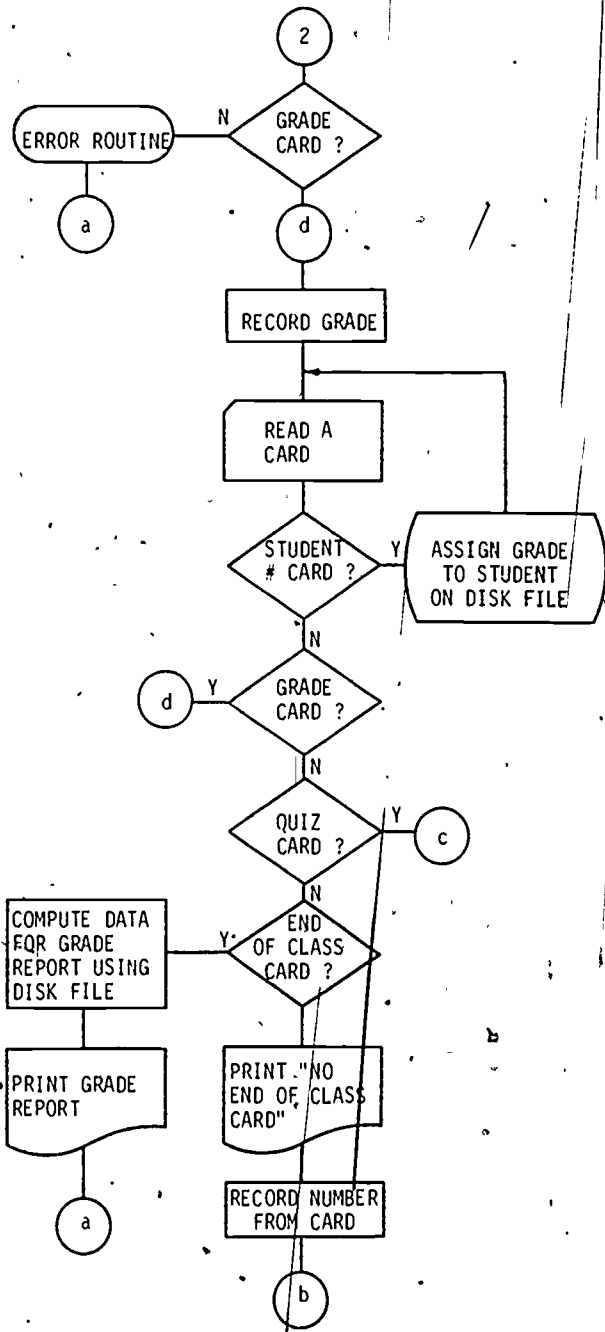 2
GRADE
CARD ?
N
ERROR ROUTINE
a
d
RECORD GRADE
READ A
CARD
STUDENT
# CARD ?
Y
ASSIGN GRADE
TO STUDENT
ON DISK FILE
N
GRADE
CARD ?
Y
d
N
QUIZ
CARD ?
Y
c
N
END
OF CLASS
CARD ?
Y
COMPUTE DATA
FOR GRADE
REPORT USING
DISK FILE
PRINT GRADE
REPORT
a
PRINT "NO
END OF CLASS
CARD"
RECORD NUMBER
FROM CARD
b